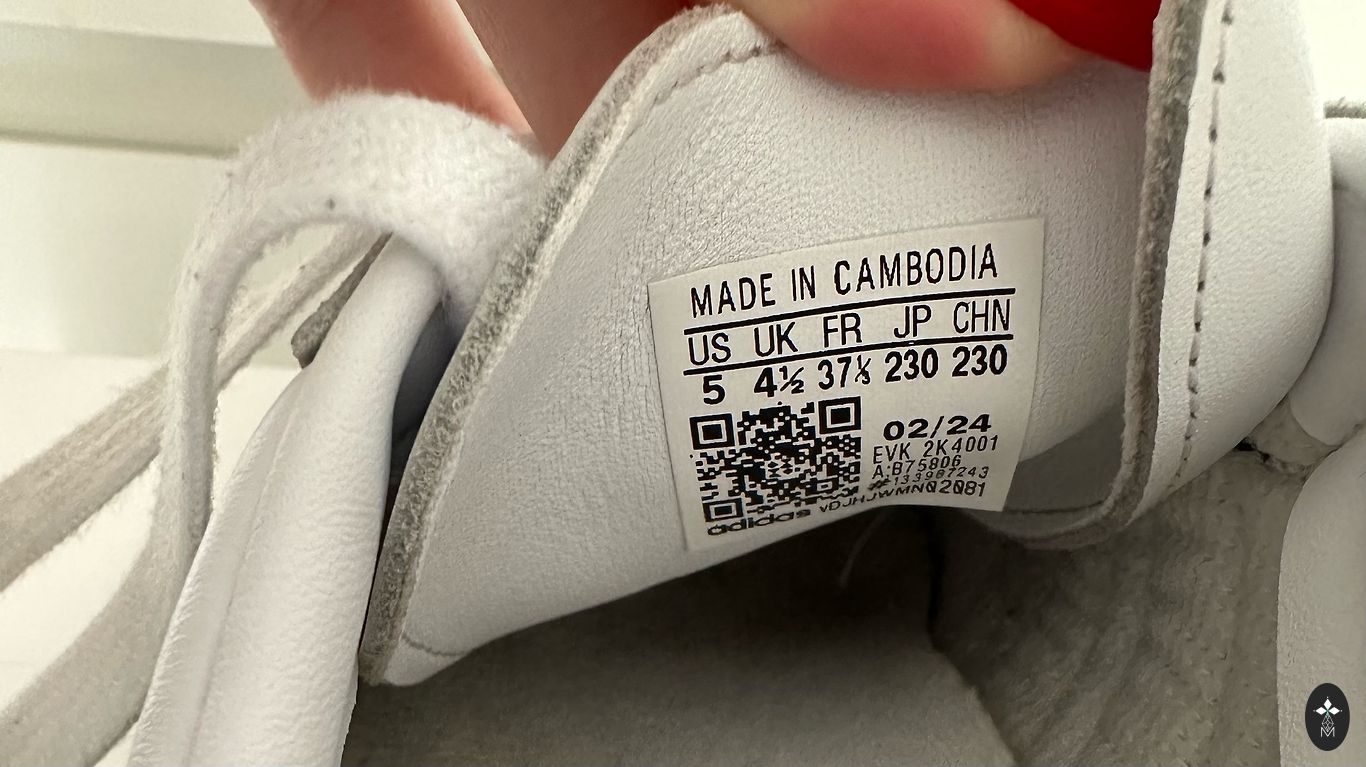 MADE IN CAMBODIA
US UK FR JP CHN
5 4½ 37⅓ 230 230
02/24
EVK 2K4001
A:B75806
#133987243
adidas VDJHJWMNQ2081
M